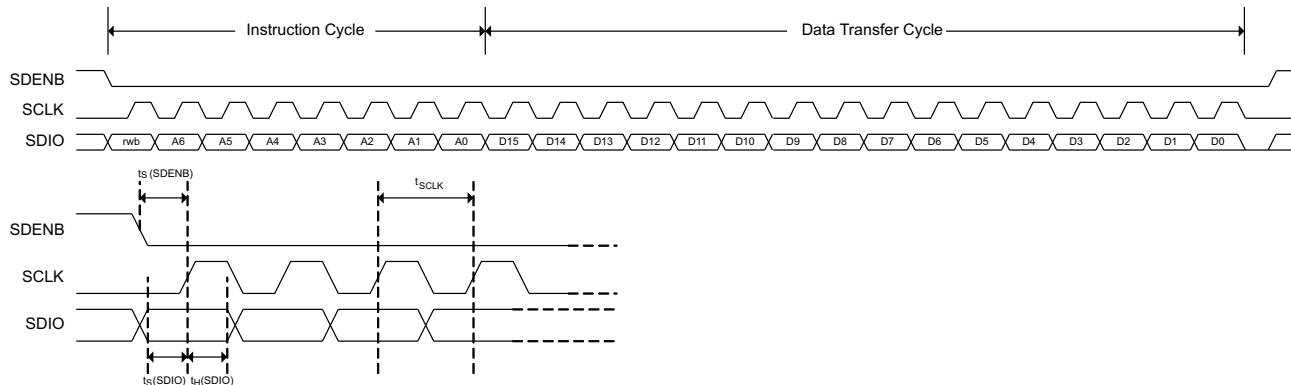 Instruction Cycle Data Transfer Cycle
SDENB
SCLK
SDIO rwb A6 A5 A4 A3 A2 A1 A0 D15 D14 D13 D12 D11 D10 D9 D8 D7 D6 D5 D4 D3 D2 D1 D0
tS(SDENB) tSCLK
SDENB
SCLK
SDIO
tS(SDIO) tH(SDIO)